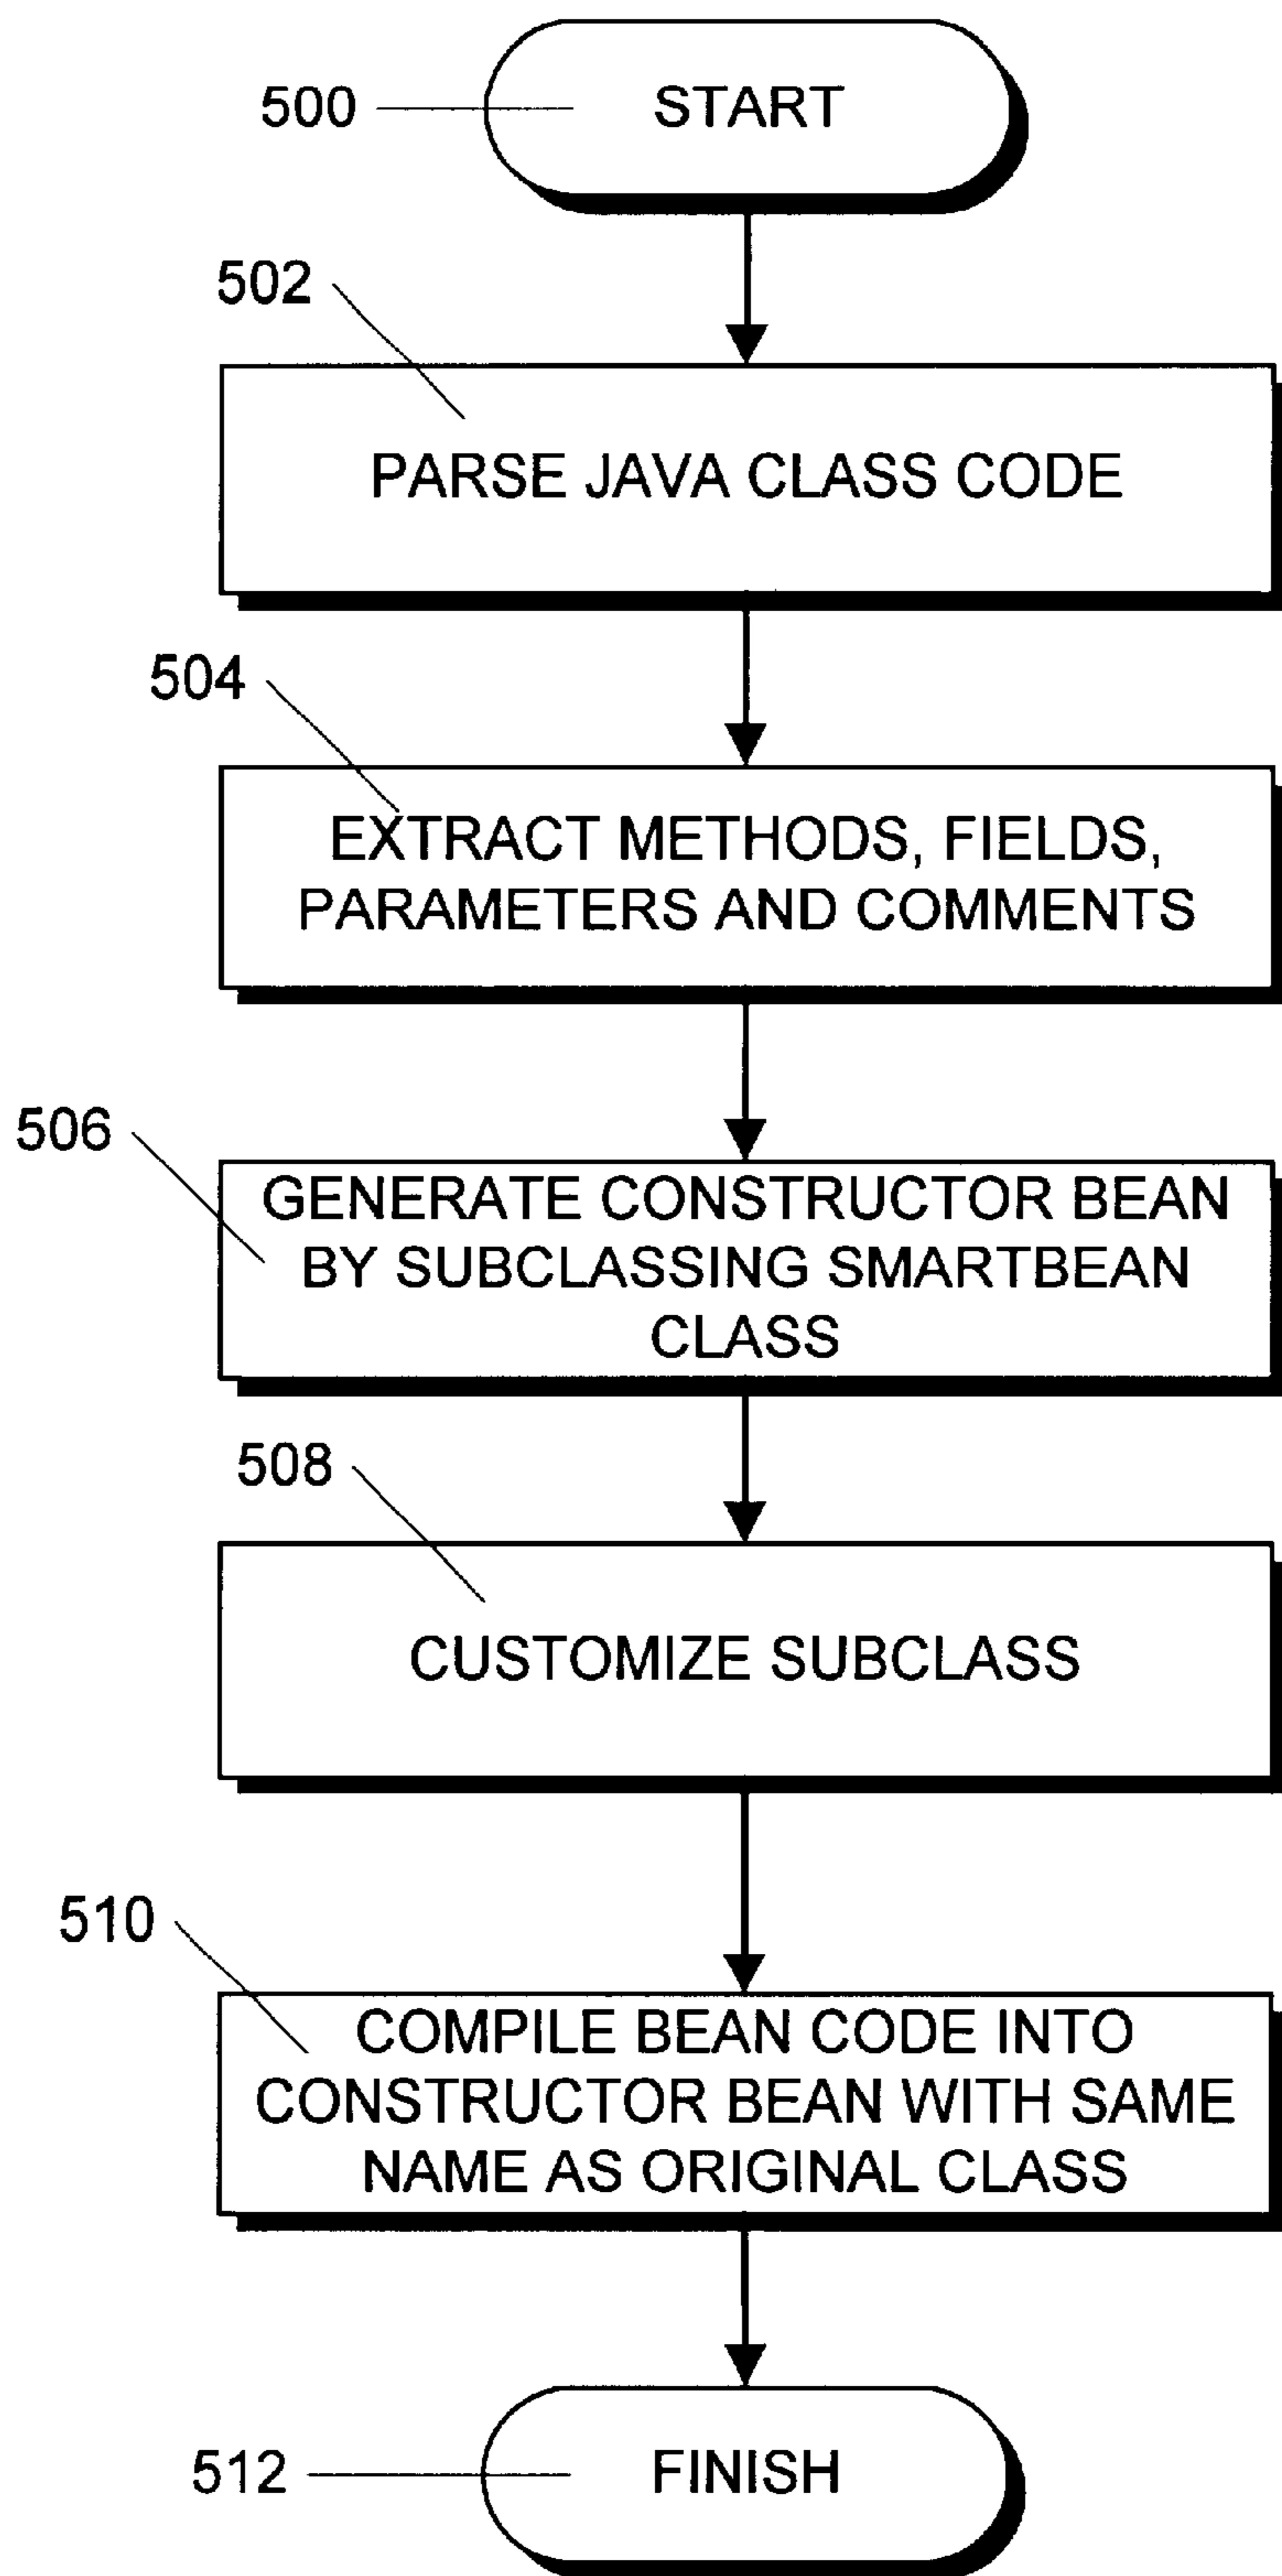 500
START
502
PARSE JAVA CLASS CODE
504
EXTRACT METHODS, FIELDS,
PARAMETERS AND COMMENTS
506
GENERATE CONSTRUCTOR BEAN
BY SUBCLASSING SMARTBEAN
CLASS
508
CUSTOMIZE SUBCLASS
510
COMPILE BEAN CODE INTO
CONSTRUCTOR BEAN WITH SAME
NAME AS ORIGINAL CLASS
512
FINISH